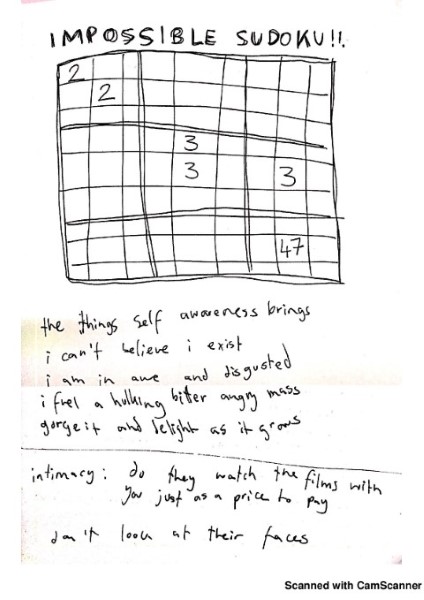 IMPOSSIBLE SUDOKU!!
2
2
3
3 3
47
the things self awareness brings
i can't believe i exist
i am in awe and disgusted
i feel a hulking bitter angry mass
gorge it and delight as it grows
intimacy: do they watch the films with
you just as a price to pay
don't look at their faces
Scanned with CamScanner